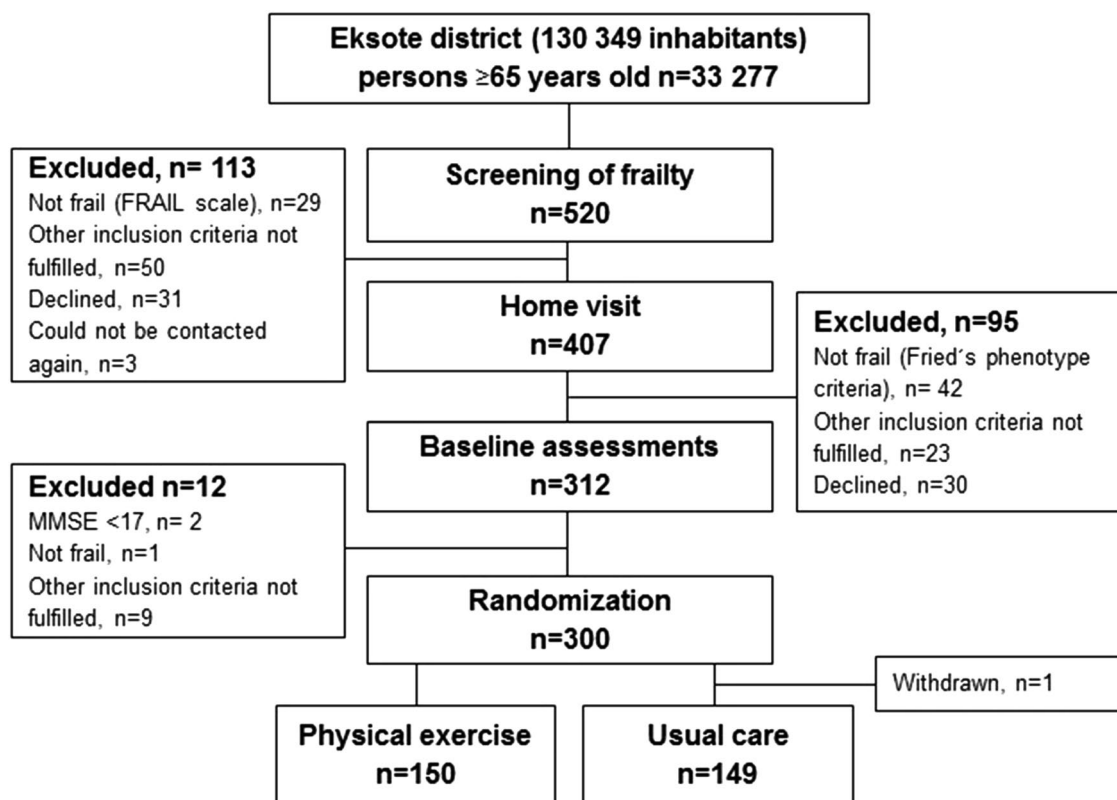 Eksote district (130 349 inhabitants)
persons ≥65 years old n=33 277
Excluded, n= 113
Not frail (FRAIL scale), n=29
Other inclusion criteria not
fulfilled, n=50
Declined, n=31
Could not be contacted
again, n=3
Screening of frailty
n=520
Home visit
n=407
Excluded, n=95
Not frail (Fried´s phenotype
criteria), n= 42
Other inclusion criteria not
fulfilled, n=23
Declined, n=30
Baseline assessments
n=312
Excluded n=12
MMSE <17, n= 2
Not frail, n=1
Other inclusion criteria not
fulfilled, n=9
Randomization
n=300
Withdrawn, n=1
Physical exercise
n=150
Usual care
n=149